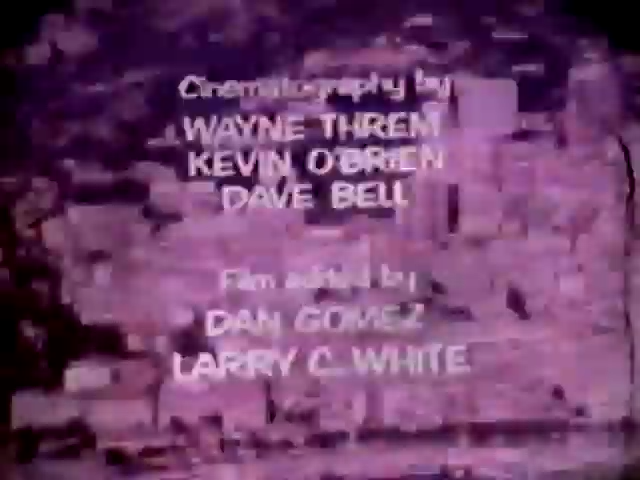 Cinematography by
WAYNE THREM
KEVIN O'BRIEN
DAVE BELL
Film edited by
DAN GOMEZ
LARRY C. WHITE